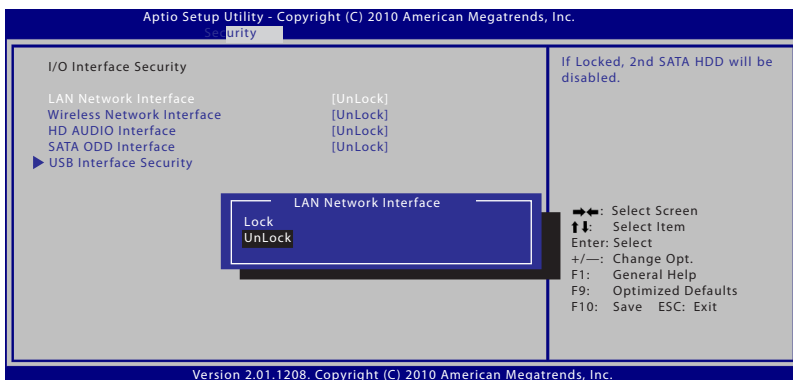 Aptio Setup Utility - Copyright (C) 2010 American Megatrends, Inc.
Security
I/O Interface Security
LAN Network Interface [UnLock]
Wireless Network Interface [UnLock]
HD AUDIO Interface [UnLock]
SATA ODD Interface [UnLock]
USB Interface Security
If Locked, 2nd SATA HDD will be
disabled.
LAN Network Interface
Lock
UnLock
→←: Select Screen
↑↓: Select Item
Enter: Select
+/—: Change Opt.
F1: General Help
F9: Optimized Defaults
F10: Save ESC: Exit
Version 2.01.1208. Copyright (C) 2010 American Megatrends, Inc.